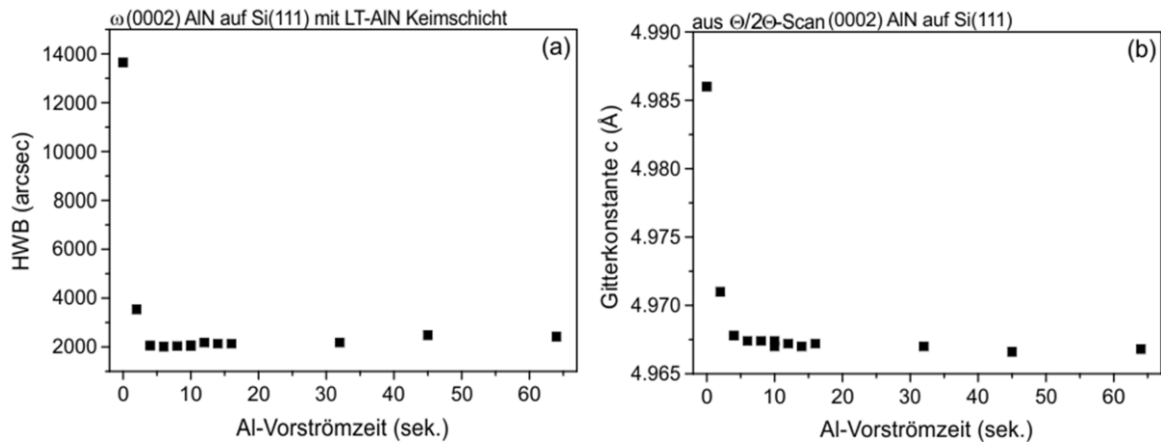 ω(0002) AlN auf Si(111) mit LT-AlN Keimschicht
(a)
14000
12000
10000
8000
6000
4000
2000
HWB (arcsec)
0 10 20 30 40 50 60
Al-Vorströmzeit (sek.)
aus Θ/2Θ-Scan (0002) AlN auf Si(111)
(b)
4.990
4.985
4.980
4.975
4.970
4.965
Gitterkonstante c (Å)
0 10 20 30 40 50 60
Al-Vorströmzeit (sek.)